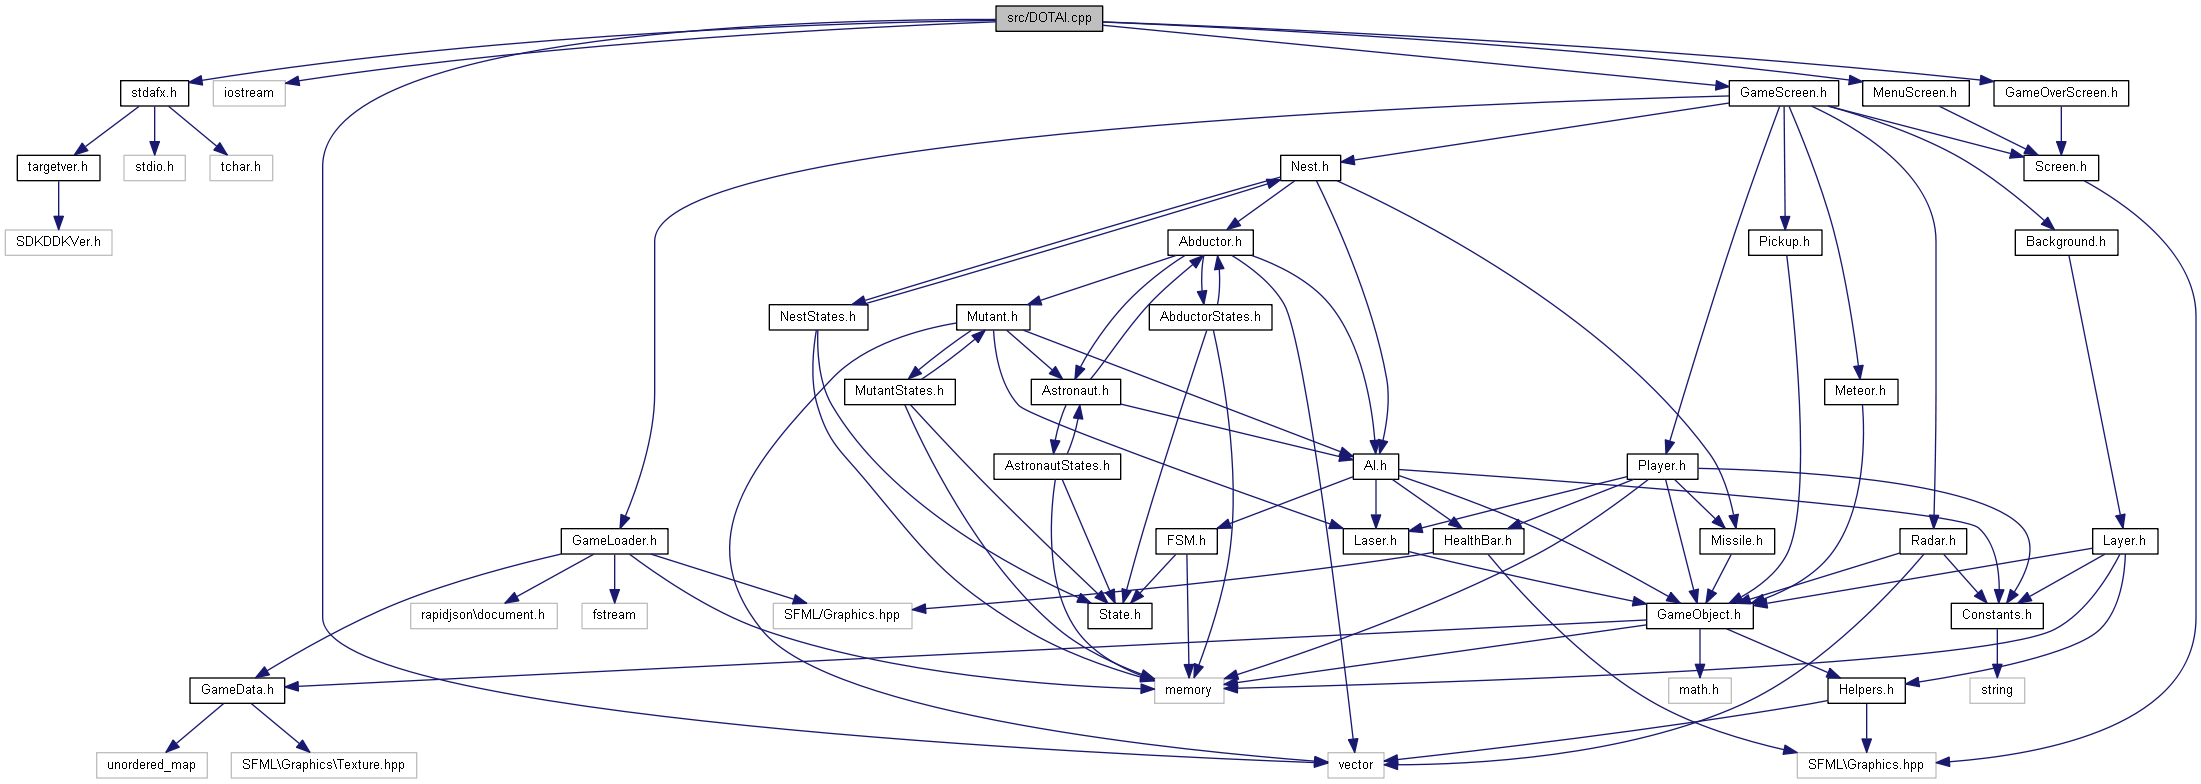 src/DOTAI.cpp
stdafx.h
iostream
GameScreen.h
MenuScreen.h
GameOverScreen.h
targetver.h
stdio.h
tchar.h
Nest.h
Screen.h
SDKDDKVer.h
Abductor.h
Pickup.h
Background.h
NestStates.h
Mutant.h
AbductorStates.h
MutantStates.h
Astronaut.h
Meteor.h
AstronautStates.h
AI.h
Player.h
GameLoader.h
FSM.h
Laser.h
HealthBar.h
Missile.h
Radar.h
Layer.h
rapidjson\document.h
fstream
SFML/Graphics.hpp
State.h
GameObject.h
Constants.h
GameData.h
memory
math.h
Helpers.h
string
unordered_map
SFML\Graphics\Texture.hpp
vector
SFML\Graphics.hpp